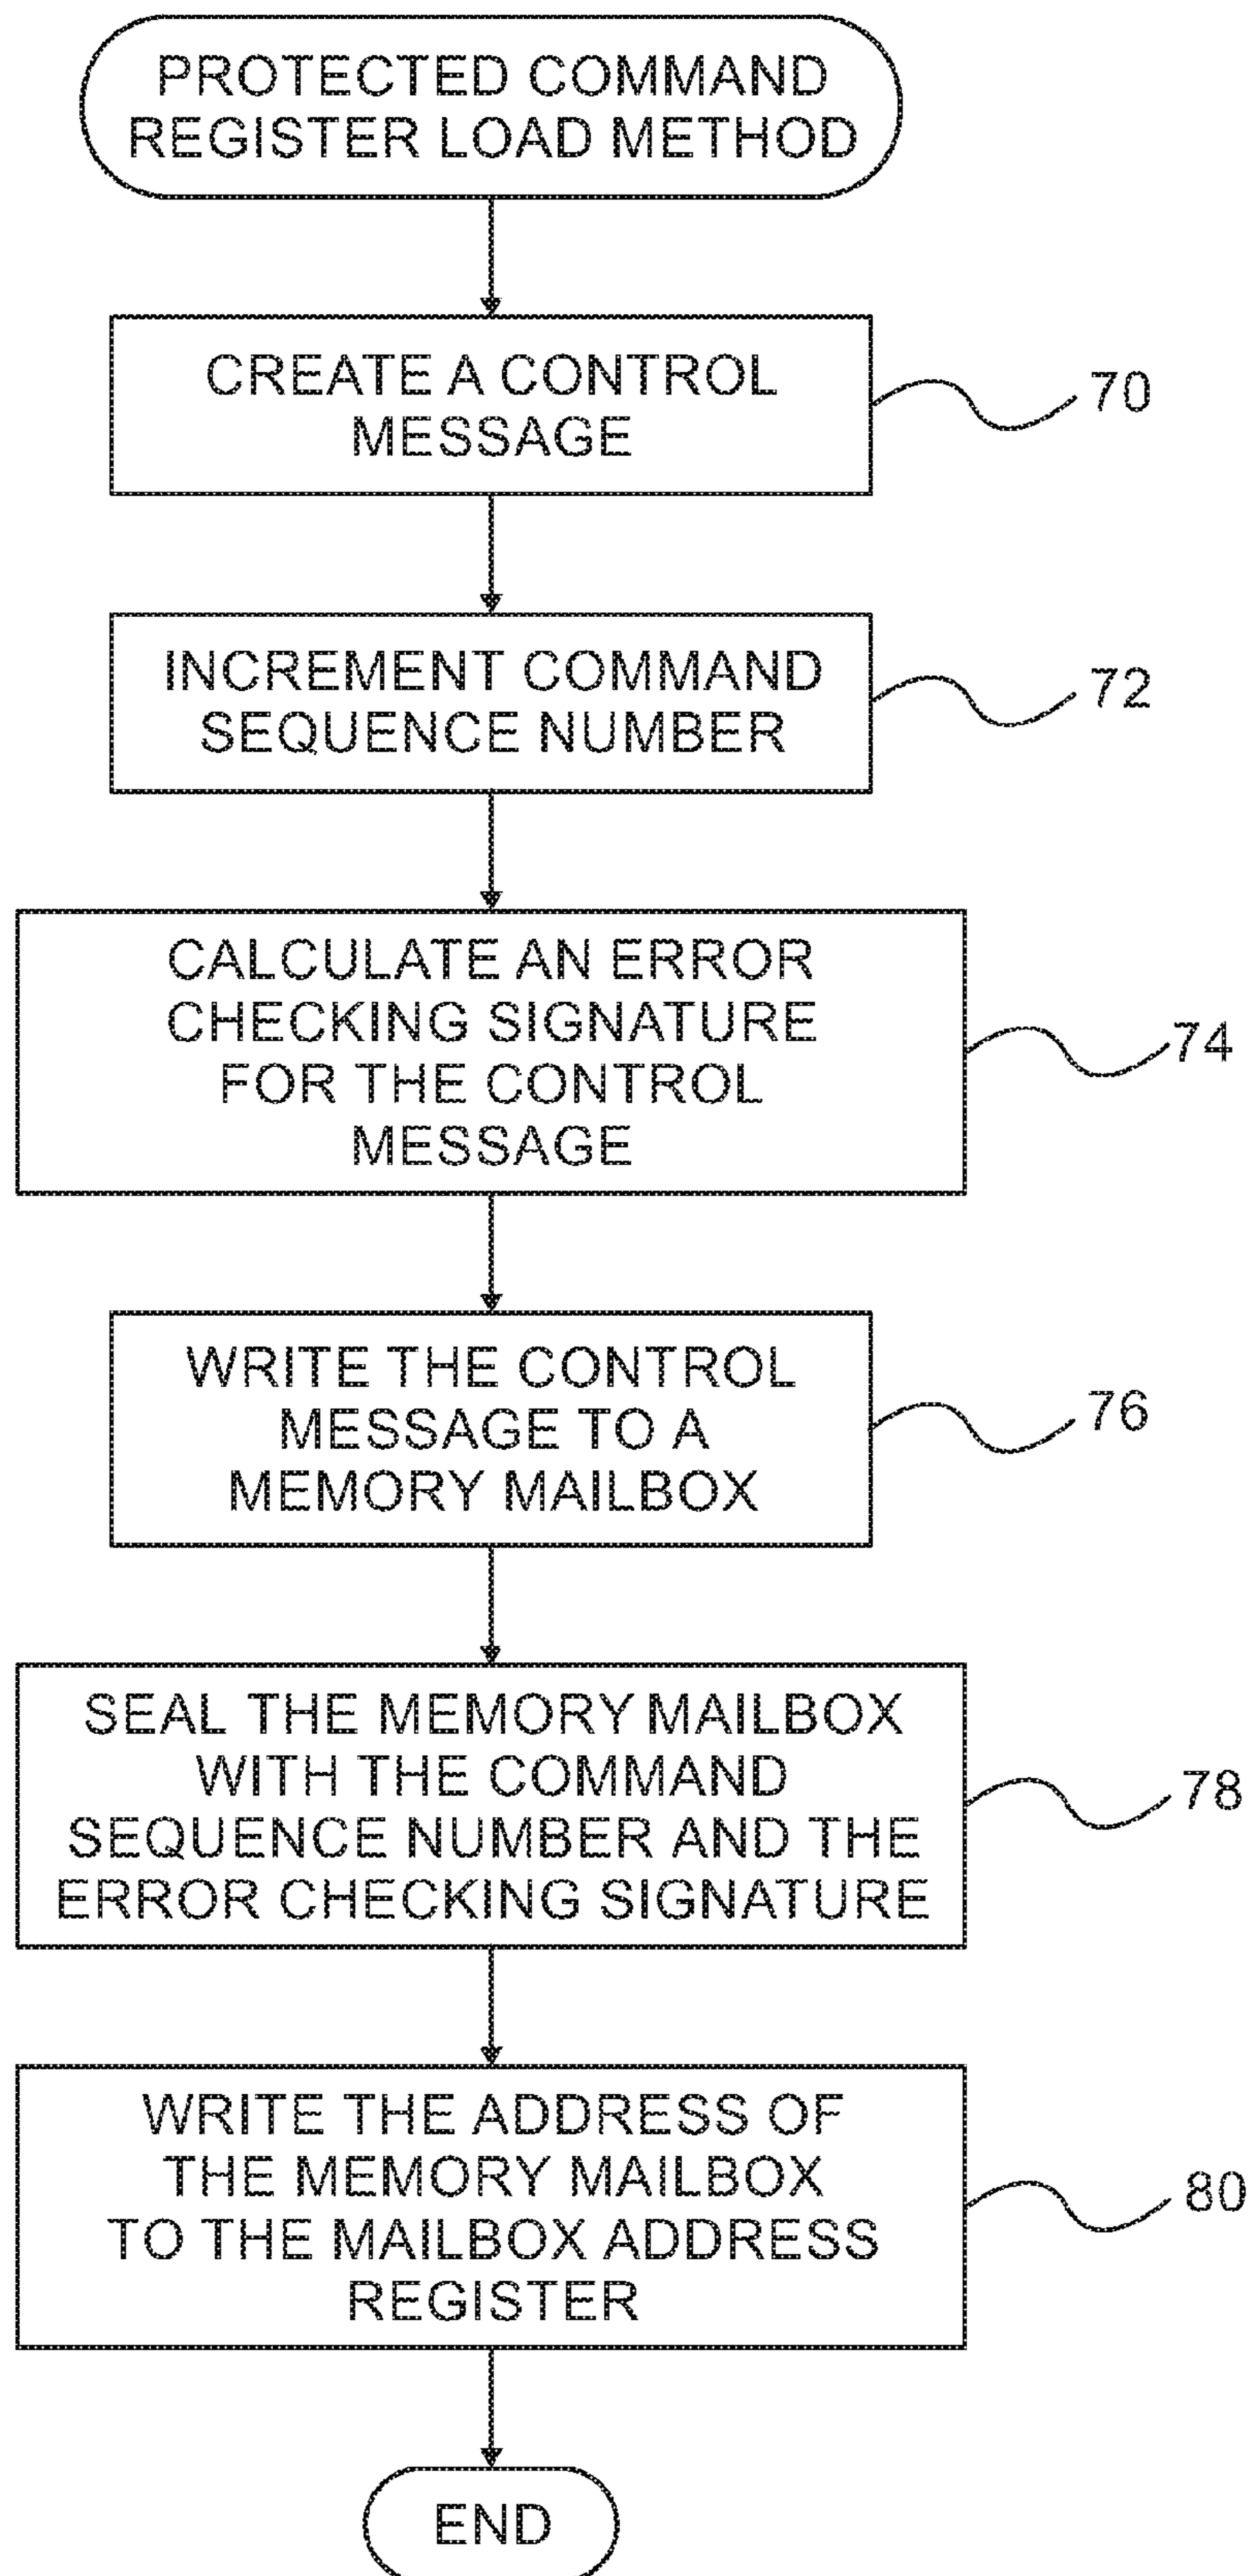 PROTECTED COMMAND
REGISTER LOAD METHOD
CREATE A CONTROL
MESSAGE
70
INCREMENT COMMAND
SEQUENCE NUMBER
72
CALCULATE AN ERROR
CHECKING SIGNATURE
FOR THE CONTROL
MESSAGE
74
WRITE THE CONTROL
MESSAGE TO A
MEMORY MAILBOX
76
SEAL THE MEMORY MAILBOX
WITH THE COMMAND
SEQUENCE NUMBER AND THE
ERROR CHECKING SIGNATURE
78
WRITE THE ADDRESS OF
THE MEMORY MAILBOX
TO THE MAILBOX ADDRESS
REGISTER
80
END